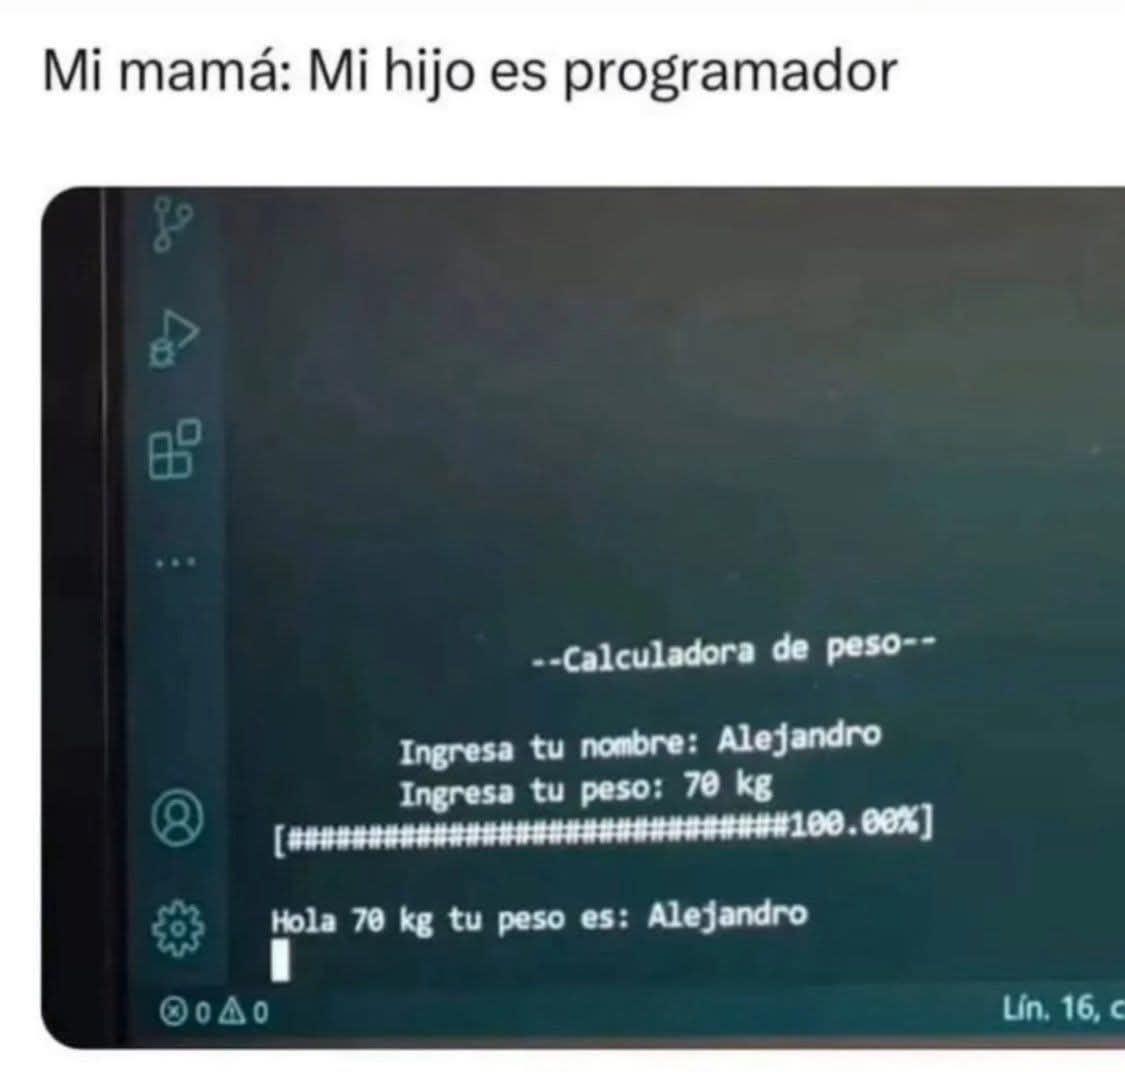 Mi mamá: Mi hijo es programador
--Calculadora de peso--
Ingresa tu nombre: Alejandro
Ingresa tu peso: 70 kg
[###############################100.00%]
Hola 70 kg tu peso es: Alejandro
0 0
Lín. 16, c